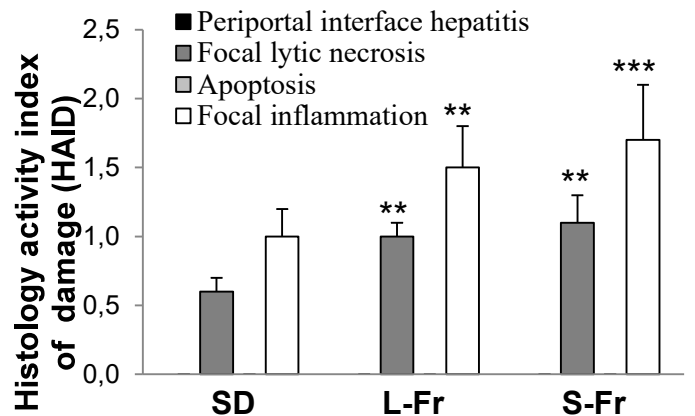 Histology activity index
of damage (HAID)
2,5
2,0
1,5
1,0
0,5
0,0
Periportal interface hepatitis
Focal lytic necrosis
Apoptosis
Focal inflammation
**
**
**
***
SD
L-Fr
S-Fr